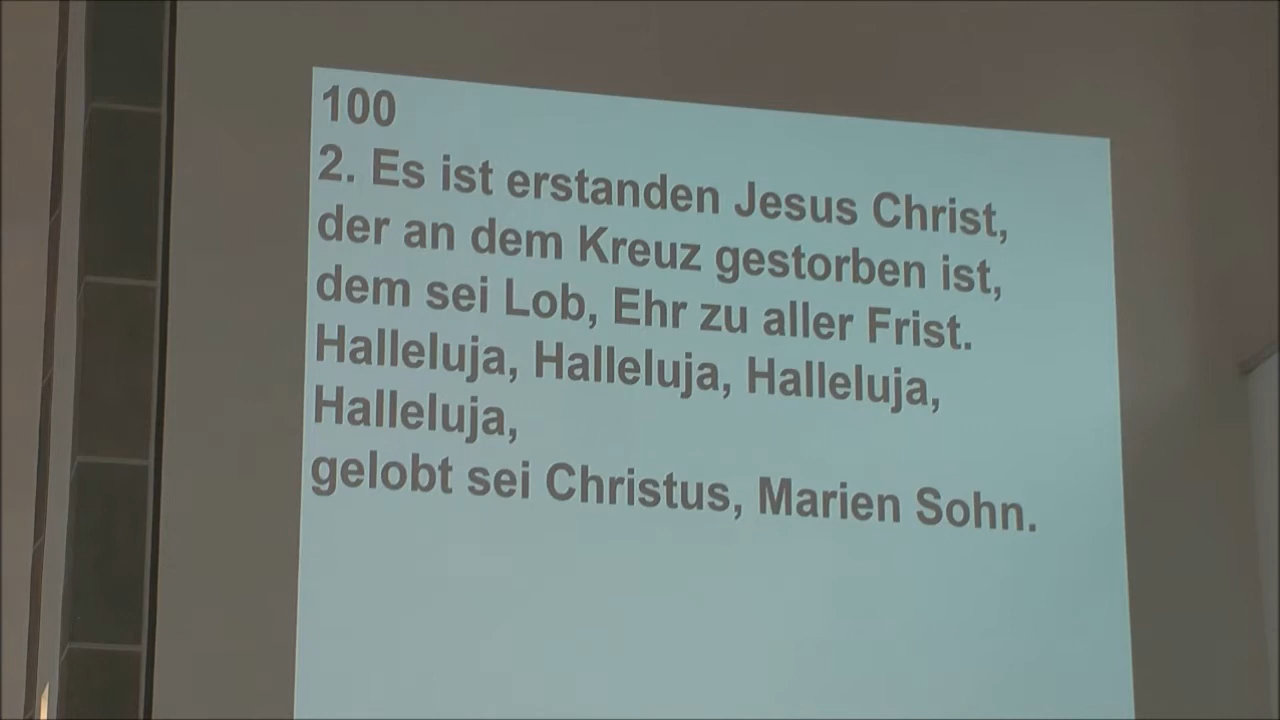 100
2. Es ist erstanden Jesus Christ,
der an dem Kreuz gestorben ist,
dem sei Lob, Ehr zu aller Frist.
Halleluja, Halleluja, Halleluja,
Halleluja,
gelobt sei Christus, Marien Sohn.